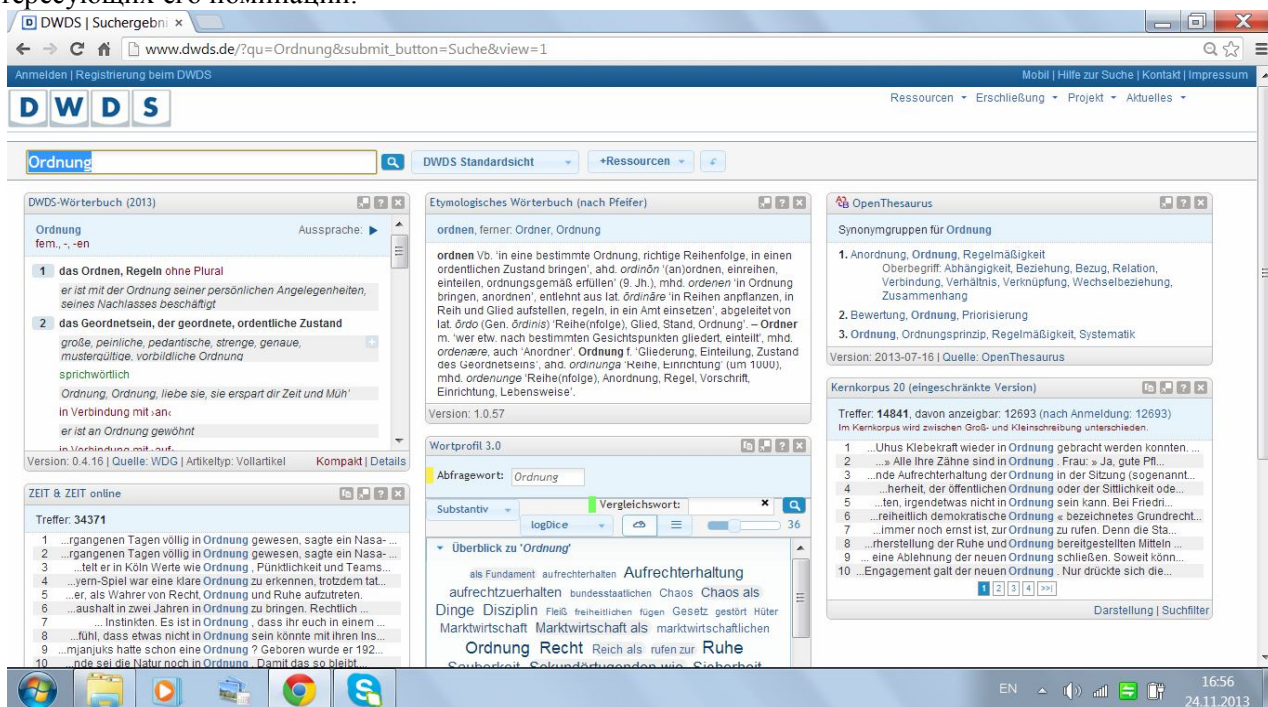 тересующих его номинаций.
DWDS | Suchergebni ×
www.dwds.de/?qu=Ordnung&submit_button=Suche&view=1
Anmelden | Registrierung beim DWDS
Mobil | Hilfe zur Suche | Kontakt | Impressum
DWDS
Ressourcen Erschließung Projekt Aktuelles
Ordnung
DWDS Standardsicht
+Ressourcen
DWDS-Wörterbuch (2013)
Ordnung Aussprache:
fem., -, -en
1 das Ordnen, Regeln ohne Plural
er ist mit der Ordnung seiner persönlichen Angelegenheiten,
seines Nachlasses beschäftigt
2 das Geordnetsein, der geordnete, ordentliche Zustand
große, peinliche, pedantische, strenge, genaue,
mustergültige, vorbildliche Ordnung
sprichwörtlich
Ordnung, Ordnung, liebe sie, sie erspart dir Zeit und Müh'
in Verbindung mit ›an‹
er ist an Ordnung gewöhnt
in Verbindung mit ›auf‹
Version: 0.4.16 | Quelle: WDG | Artikeltyp: Vollartikel Kompakt | Details
ZEIT & ZEIT online
Treffer: 34371
1 ...rgangenen Tagen völlig in Ordnung gewesen, sagte ein Nasa- ...
2 ...rgangenen Tagen völlig in Ordnung gewesen, sagte ein Nasa- ...
3 ...telt er in Köln Werte wie Ordnung , Pünktlichkeit und Teams...
4 ...yern-Spiel war eine klare Ordnung zu erkennen, trotzdem tat...
5 ...er, als Wahrer von Recht, Ordnung und Ruhe ...
6 ...aushalt in zwei Jahren in Ordnung zu bringen. Rechtlich ...
7 ... Instinkten. Es ist in Ordnung , dass ihr euch in einem ...
8 ...fühl, dass etwas nicht in Ordnung sein könnte mit ihren Ins...
9 ...mjanjuks hatte schon eine Ordnung ? Geboren wurde er 192...
10 ...nde sei die Natur noch in Ordnung . Damit das so bleibt,...
Etymologisches Wörterbuch (nach Pfeifer)
ordnen, ferner: Ordner, Ordnung
ordnen Vb. 'in eine bestimmte Ordnung, richtige Reihenfolge, in einen
ordentlichen Zustand bringen', ahd. ordinōn '(an)ordnen, einreihen,
einteilen, ordnungsgemäß erfüllen' (9. Jh.), mhd. ordenen 'in Ordnung
bringen, anordnen', entlehnt aus lat. ōrdināre 'in Reihen anpflanzen, in
Reih und Glied aufstellen, regeln, in ein Amt einsetzen', abgeleitet von
lat. ōrdo (Gen. ōrdinis) 'Reihe(nfolge), Glied, Stand, Ordnung'. – Ordner
m. 'wer etw. nach bestimmten Gesichtspunkten gliedert, einteilt', mhd.
ordenære, auch 'Anordner'. Ordnung f. 'Gliederung, Einteilung, Zustand
des Geordnetseins', ahd. ordinunga 'Reihe, Einrichtung' (um 1000),
mhd. ordenunge 'Reihe(nfolge), Anordnung, Regel, Vorschrift,
Einrichtung, Lebensweise'.
Version: 1.0.57
Wortprofil 3.0
Abfragewort: Ordnung
Substantiv Vergleichswort: ×
logDice 36
Überblick zu 'Ordnung'
als Fundament aufrechterhalten Aufrechterhaltung
aufrechtzuerhalten bundesstaatlichen Chaos Chaos als
Dinge Disziplin Fleiß freiheitlichen fügen Gesetz gestört Hüter
Marktwirtschaft Marktwirtschaft als marktwirtschaftlichen
Ordnung Recht Reich als rufen zur Ruhe
Sauberkeit Sekundärtugenden wie Sicherheit
OpenThesaurus
Synonymgruppen für Ordnung
1. Anordnung, Ordnung, Regelmäßigkeit
Oberbegriff: Abhängigkeit, Beziehung, Bezug, Relation,
Verbindung, Verhältnis, Verknüpfung, Wechselbeziehung,
Zusammenhang
2. Bewertung, Ordnung, Priorisierung
3. Ordnung, Ordnungsprinzip, Regelmäßigkeit, Systematik
Version: 2013-07-16 | Quelle: OpenThesaurus
Kernkorpus 20 (eingeschränkte Version)
Treffer: 14841, davon anzeigbar: 12693 (nach Anmeldung: 12693)
Im Kernkorpus wird zwischen Groß- und Kleinschreibung unterschieden.
1 ...Uhus Klebekraft wieder in Ordnung gebracht werden konnten. ...
2 ...» Alle Ihre Zähne sind in Ordnung . Frau: » Ja, gute Pfl...
3 ...nde Aufrechterhaltung der Ordnung in der Sitzung (sogenannt...
4 ...herheit, der öffentlichen Ordnung oder der Sittlichkeit ode...
5 ...ten, irgendetwas nicht in Ordnung sein kann. Bei Friedri...
6 ...reiheitlich demokratische Ordnung « bezeichnetes Grundrecht...
7 ...immer noch ernst ist, zur Ordnung zu rufen. Denn die Sta...
8 ...rherstellung der Ruhe und Ordnung bereitgestellten Mitteln ...
9 ... eine Ablehnung der neuen Ordnung schließen. Soweit könn...
10 ...Engagement galt der neuen Ordnung . Nur drückte sich die...
1 2 3 4 >>|
Darstellung | Suchfilter
EN
16:56
24.11.2013